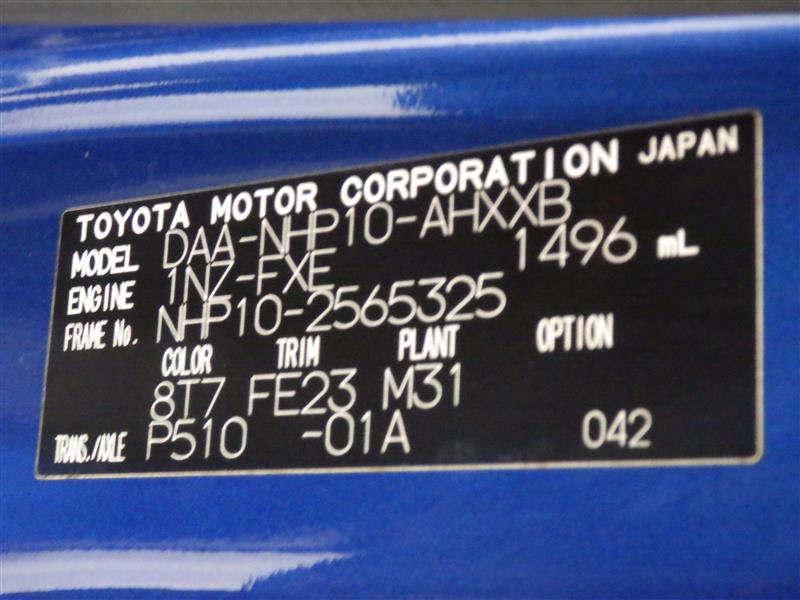 TOYOTA MOTOR CORPORATION JAPAN
MODEL DAA-NHP10-AHXXB
ENGINE 1NZ-FXE 1496 mL
FRAME No. NHP10-2565325
COLOR TRIM PLANT OPTION
8T7 FE23 M31
TRANS./AXLE P510 -01A 042